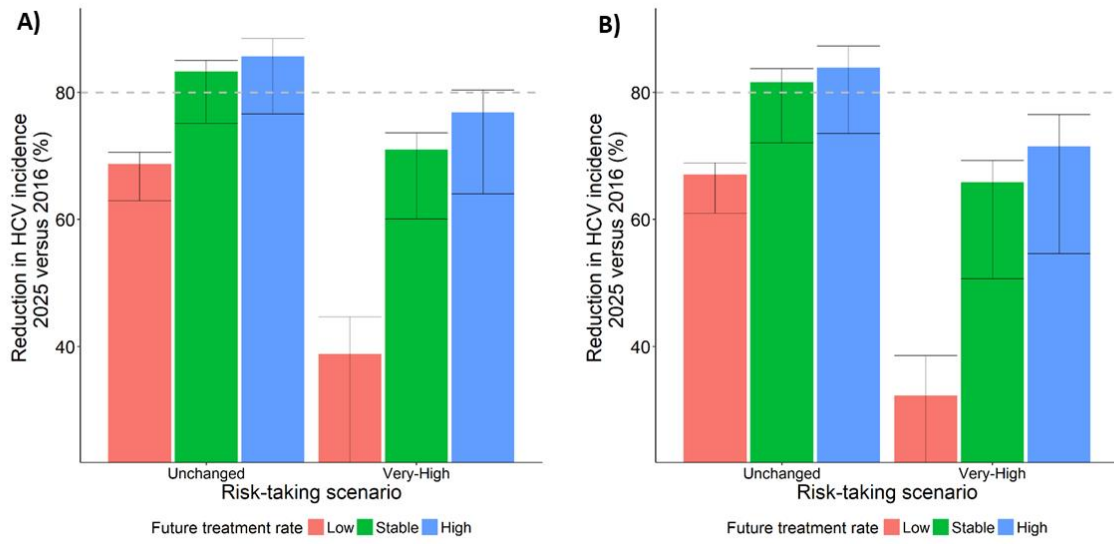 A)
Reduction in HCV incidence
2025 versus 2016 (%)
80
60
40
Unchanged
Very-High
Risk-taking scenario
Future treatment rate Low Stable High
B)
Reduction in HCV incidence
2025 versus 2016 (%)
80
60
40
Unchanged
Very-High
Risk-taking scenario
Future treatment rate Low Stable High